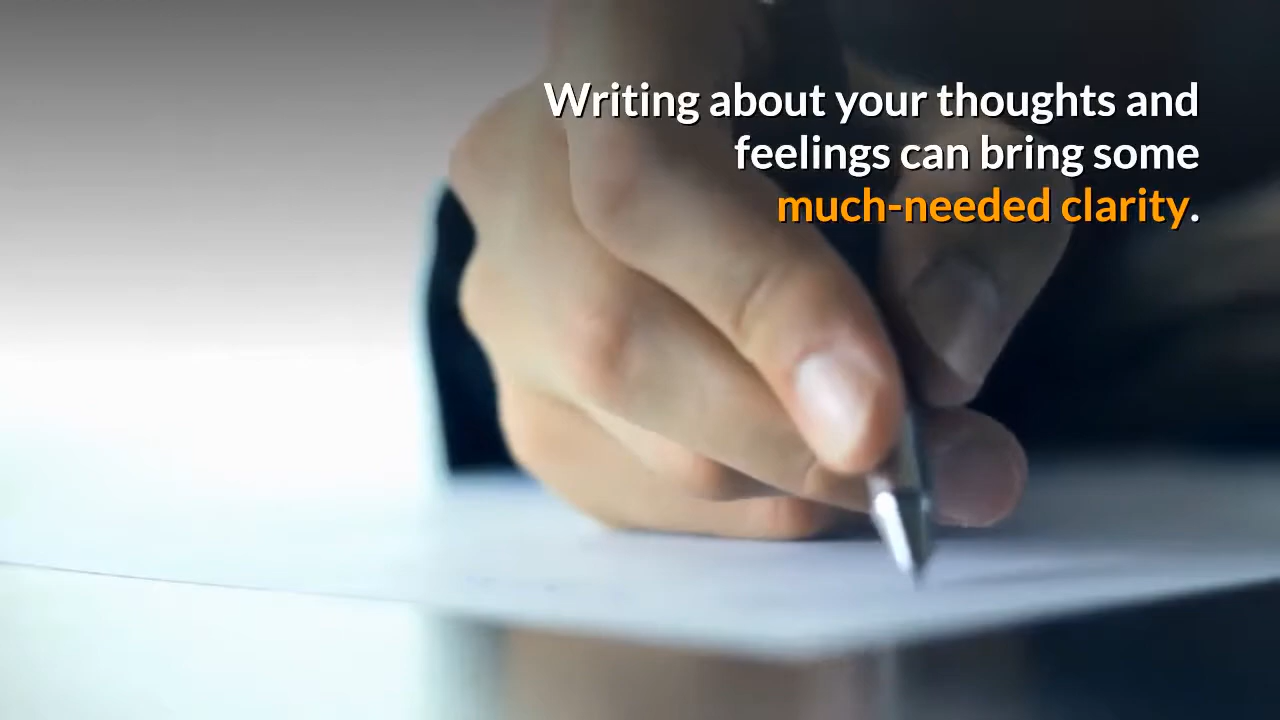 Writing about your thoughts and
feelings can bring some
much-needed clarity.